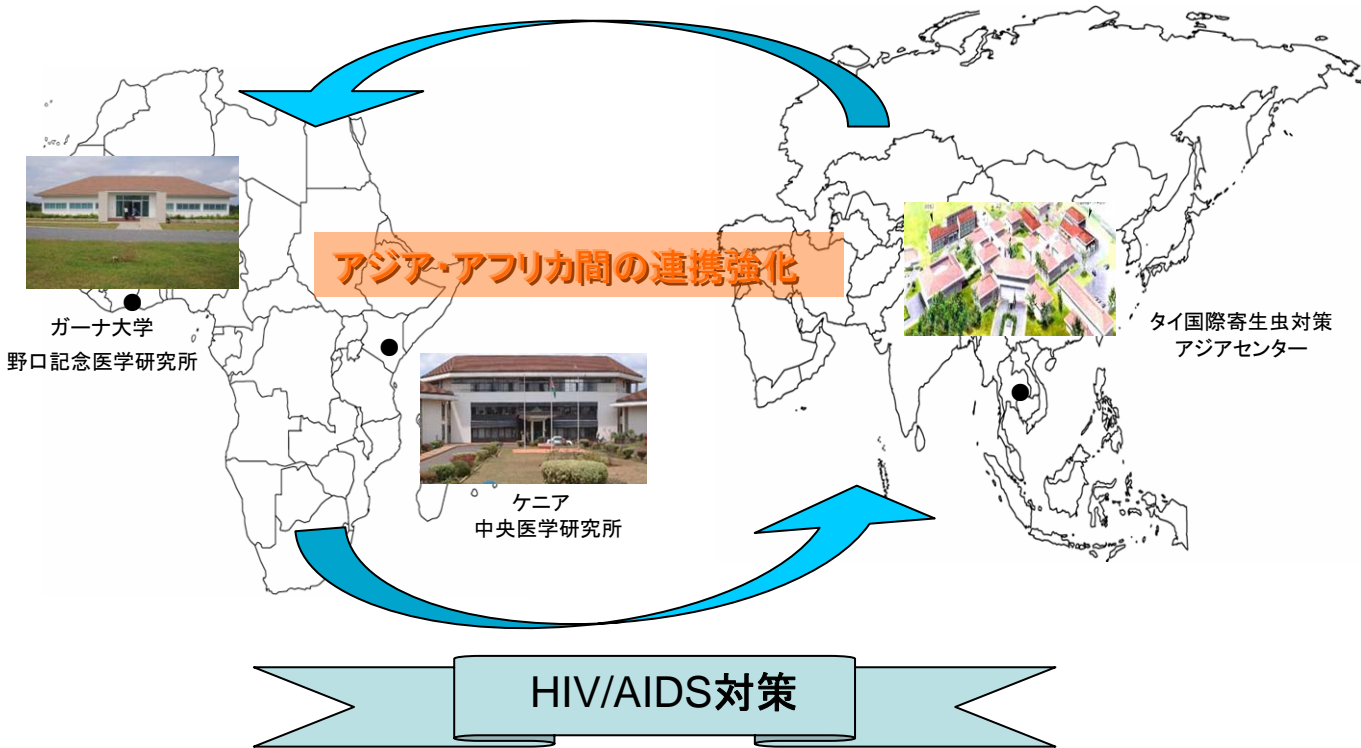 アジア・アフリカ間の連携強化
ガーナ大学
野口記念医学研究所
タイ国際寄生虫対策
アジアセンター
ケニア
中央医学研究所
HIV/AIDS対策